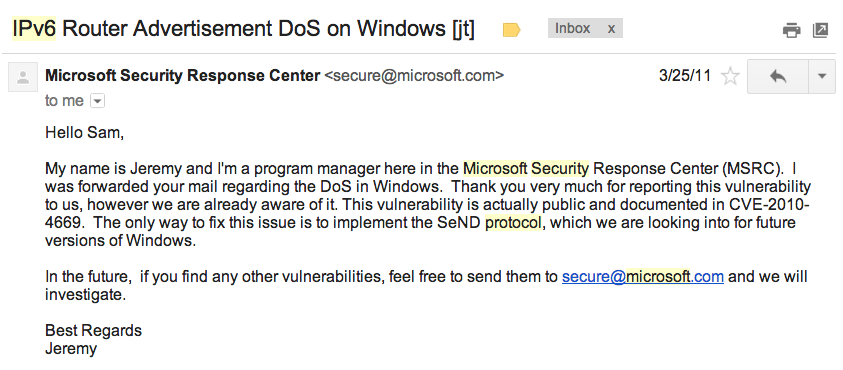 IPv6 Router Advertisement DoS on Windows [jt] Inbox x
Microsoft Security Response Center <secure@microsoft.com> 3/25/11
to me
Hello Sam,
My name is Jeremy and I'm a program manager here in the Microsoft Security Response Center (MSRC).  I
was forwarded your mail regarding the DoS in Windows.  Thank you very much for reporting this vulnerability
to us, however we are already aware of it. This vulnerability is actually public and documented in CVE-2010-
4669.  The only way to fix this issue is to implement the SeND protocol, which we are looking into for future
versions of Windows.
In the future,  if you find any other vulnerabilities, feel free to send them to secure@microsoft.com and we will
investigate.
Best Regards
Jeremy